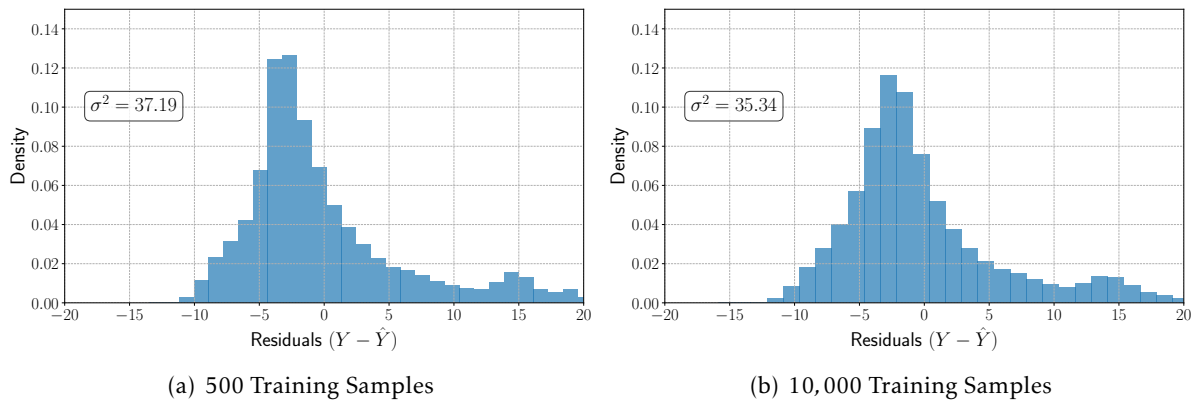 0.14
0.12
0.10
0.08
0.06
0.04
0.02
0.00
Density
σ² = 37.19
−20 −15 −10 −5 0 5 10 15 20
Residuals (Y − Ŷ)
(a) 500 Training Samples
0.14
0.12
0.10
0.08
0.06
0.04
0.02
0.00
Density
σ² = 35.34
−20 −15 −10 −5 0 5 10 15 20
Residuals (Y − Ŷ)
(b) 10,000 Training Samples